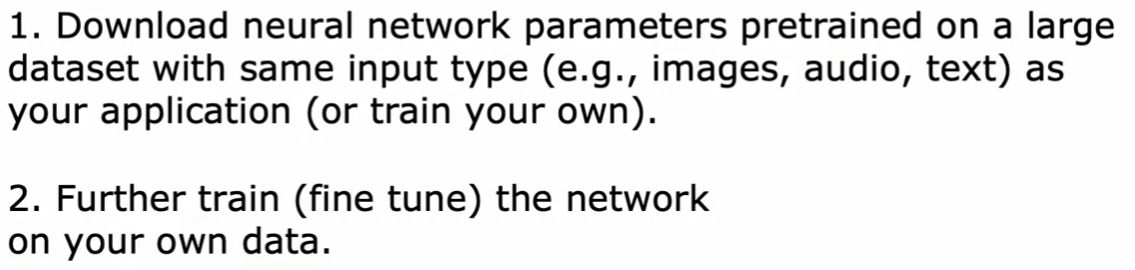 1. Download neural network parameters pretrained on a large
dataset with same input type (e.g., images, audio, text) as
your application (or train your own).
2. Further train (fine tune) the network
on your own data.